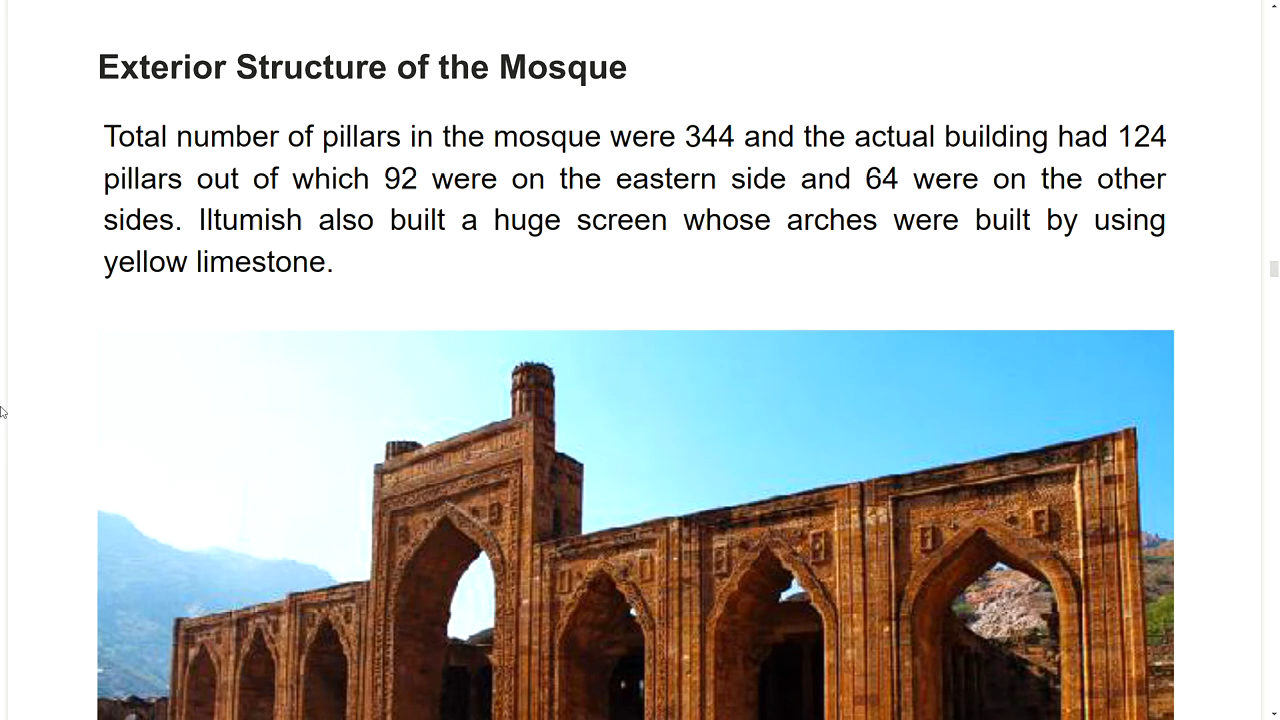 Exterior Structure of the Mosque
Total number of pillars in the mosque were 344 and the actual building had 124
pillars out of which 92 were on the eastern side and 64 were on the other
sides. Iltumish also built a huge screen whose arches were built by using
yellow limestone.